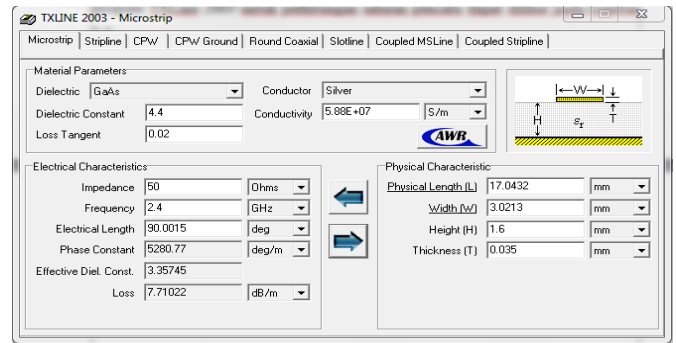 TXLINE 2003 - Microstrip
Microstrip Stripline CPW CPW Ground Round Coaxial Slotline Coupled MSLine Coupled Stripline
Material Parameters
Dielectric GaAs Conductor Silver
Dielectric Constant 4.4 Conductivity 5.88E+07 S/m
Loss Tangent 0.02 AWR
W
H εr T
Electrical Characteristics
Impedance 50 Ohms
Frequency 2.4 GHz
Electrical Length 90.0015 deg
Phase Constant 5280.77 deg/m
Effective Diel. Const. 3.35745
Loss 7.71022 dB/m
Physical Characteristic
Physical Length (L) 17.0432 mm
Width (W) 3.0213 mm
Height (H) 1.6 mm
Thickness (T) 0.035 mm